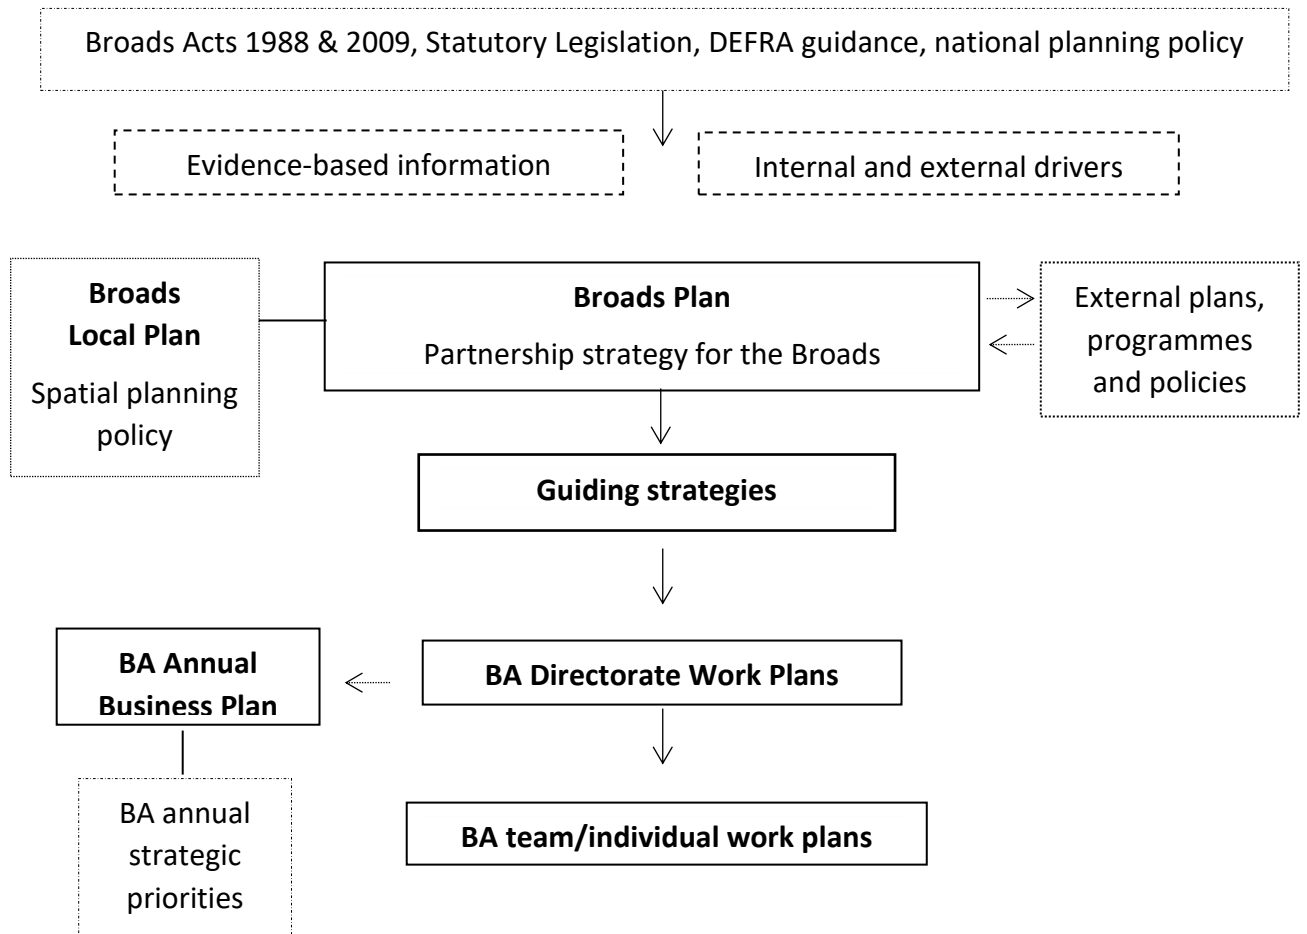 Broads Acts 1988 & 2009, Statutory Legislation, DEFRA guidance, national planning policy
Evidence-based information
Internal and external drivers
Broads
Local Plan
Spatial planning
policy
Broads Plan
Partnership strategy for the Broads
External plans,
programmes
and policies
Guiding strategies
BA Annual
Business Plan
BA Directorate Work Plans
BA annual
strategic
priorities
BA team/individual work plans